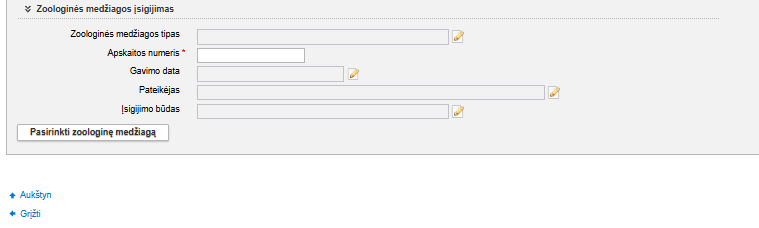 Zoologinės medžiagos įsigijimas
Zoologinės medžiagos tipas
Apskaitos numeris *
Gavimo data
Pateikėjas
Įsigijimo būdas
Pasirinkti zoologinę medžiagą
Aukštyn
Grįžti